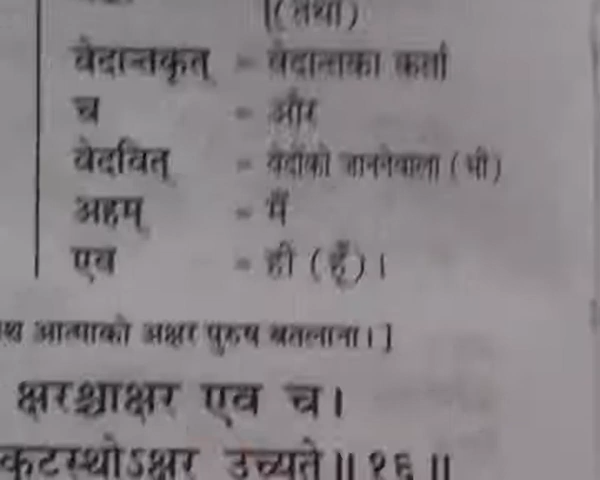 (तथा)
वेदान्तकृत् = वेदान्तका कर्ता
च = और
वेदवित् = वेदोंको जाननेवाला (भी)
अहम् = मैं
एव = ही (हूँ)।
आत्माको अक्षर पुरुष बतलाना।]
क्षरश्चाक्षर एव च।
कूटस्थोऽक्षर उच्यते॥१६॥